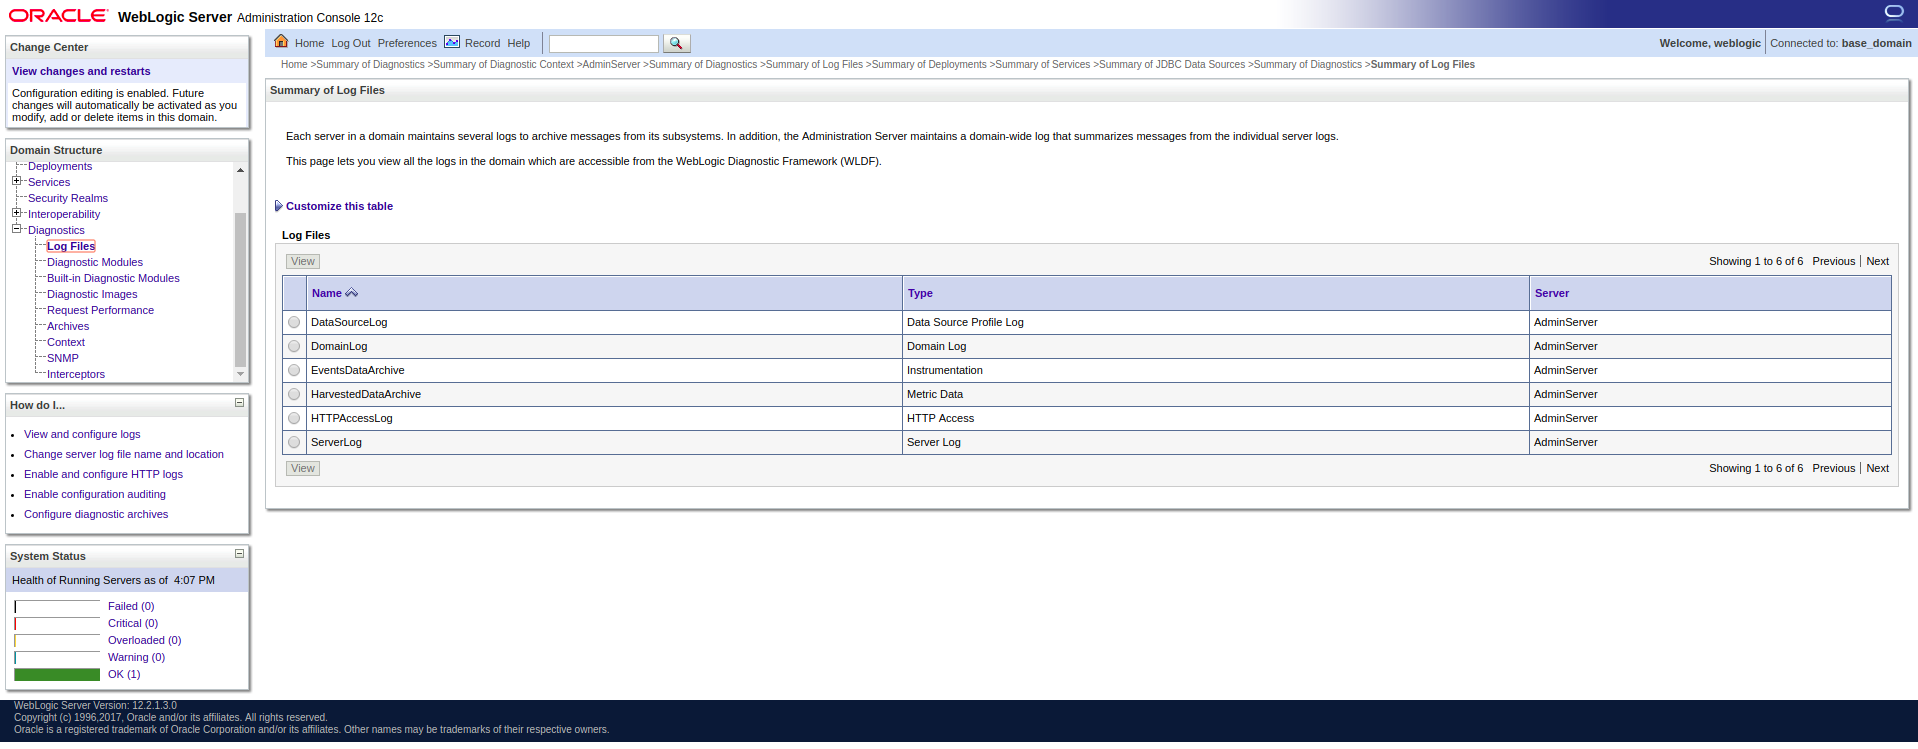 ORACLE WebLogic Server Administration Console 12c
Change Center
View changes and restarts
Configuration editing is enabled. Future
changes will automatically be activated as you
modify, add or delete items in this domain.
Domain Structure
Deployments
Services
Security Realms
Interoperability
Diagnostics
Log Files
Diagnostic Modules
Built-in Diagnostic Modules
Diagnostic Images
Request Performance
Archives
Context
SNMP
Interceptors
How do I...
View and configure logs
Change server log file name and location
Enable and configure HTTP logs
Enable configuration auditing
Configure diagnostic archives
System Status
Health of Running Servers as of 4:07 PM
Failed (0)
Critical (0)
Overloaded (0)
Warning (0)
OK (1)
Home Log Out Preferences Record Help
Welcome, weblogic Connected to: base_domain
Home >Summary of Diagnostics >Summary of Diagnostic Context >AdminServer >Summary of Diagnostics >Summary of Log Files >Summary of Deployments >Summary of Services >Summary of JDBC Data Sources >Summary of Diagnostics >Summary of Log Files
Summary of Log Files
Each server in a domain maintains several logs to archive messages from its subsystems. In addition, the Administration Server maintains a domain-wide log that summarizes messages from the individual server logs.
This page lets you view all the logs in the domain which are accessible from the WebLogic Diagnostic Framework (WLDF).
Customize this table
Log Files
View Showing 1 to 6 of 6 Previous | Next
Name Type Server
DataSourceLog Data Source Profile Log AdminServer
DomainLog Domain Log AdminServer
EventsDataArchive Instrumentation AdminServer
HarvestedDataArchive Metric Data AdminServer
HTTPAccessLog HTTP Access AdminServer
ServerLog Server Log AdminServer
View Showing 1 to 6 of 6 Previous | Next
WebLogic Server Version: 12.2.1.3.0
Copyright (c) 1996,2017, Oracle and/or its affiliates. All rights reserved.
Oracle is a registered trademark of Oracle Corporation and/or its affiliates. Other names may be trademarks of their respective owners.